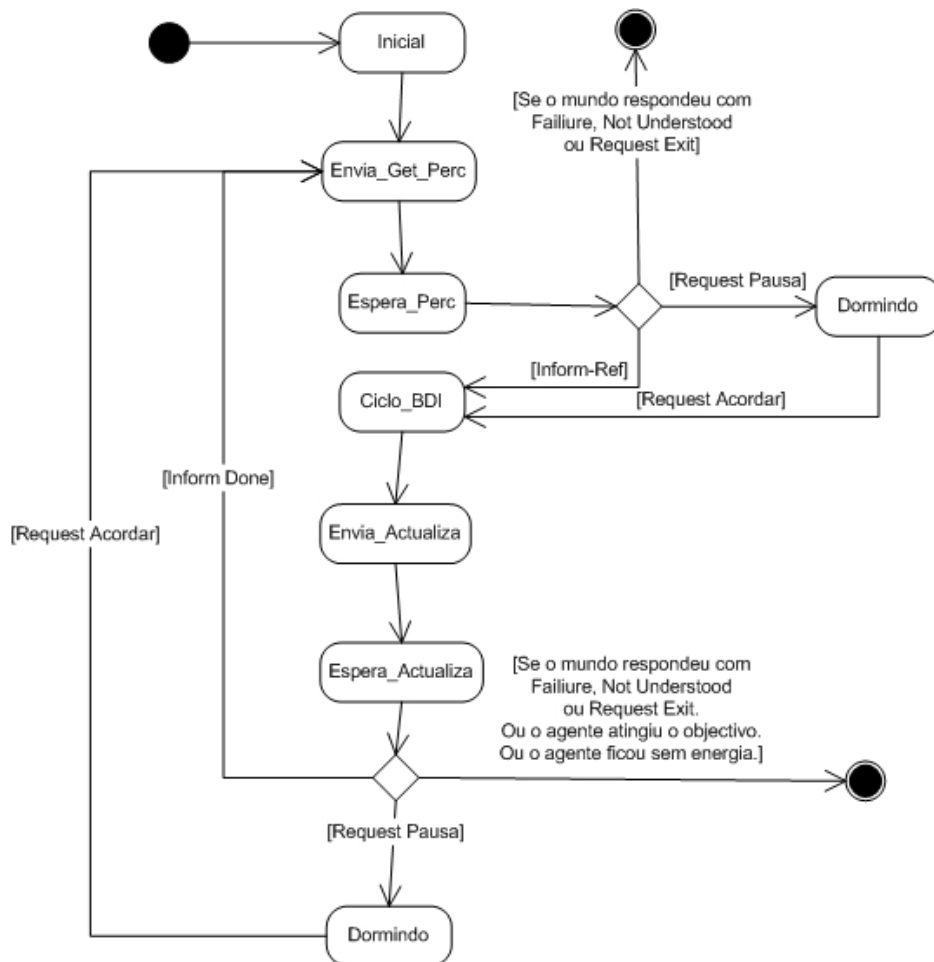 Inicial
[Se o mundo respondeu com
Failiure, Not Understood
ou Request Exit]
Envia_Get_Perc
[Request Pausa]
Espera_Perc
Dormindo
[Inform-Ref]
Ciclo_BDI
[Request Acordar]
[Inform Done]
[Request Acordar]
Envia_Actualiza
Espera_Actualiza
[Se o mundo respondeu com
Failiure, Not Understood
ou Request Exit.
Ou o agente atingiu o objectivo.
Ou o agente ficou sem energia.]
[Request Pausa]
Dormindo